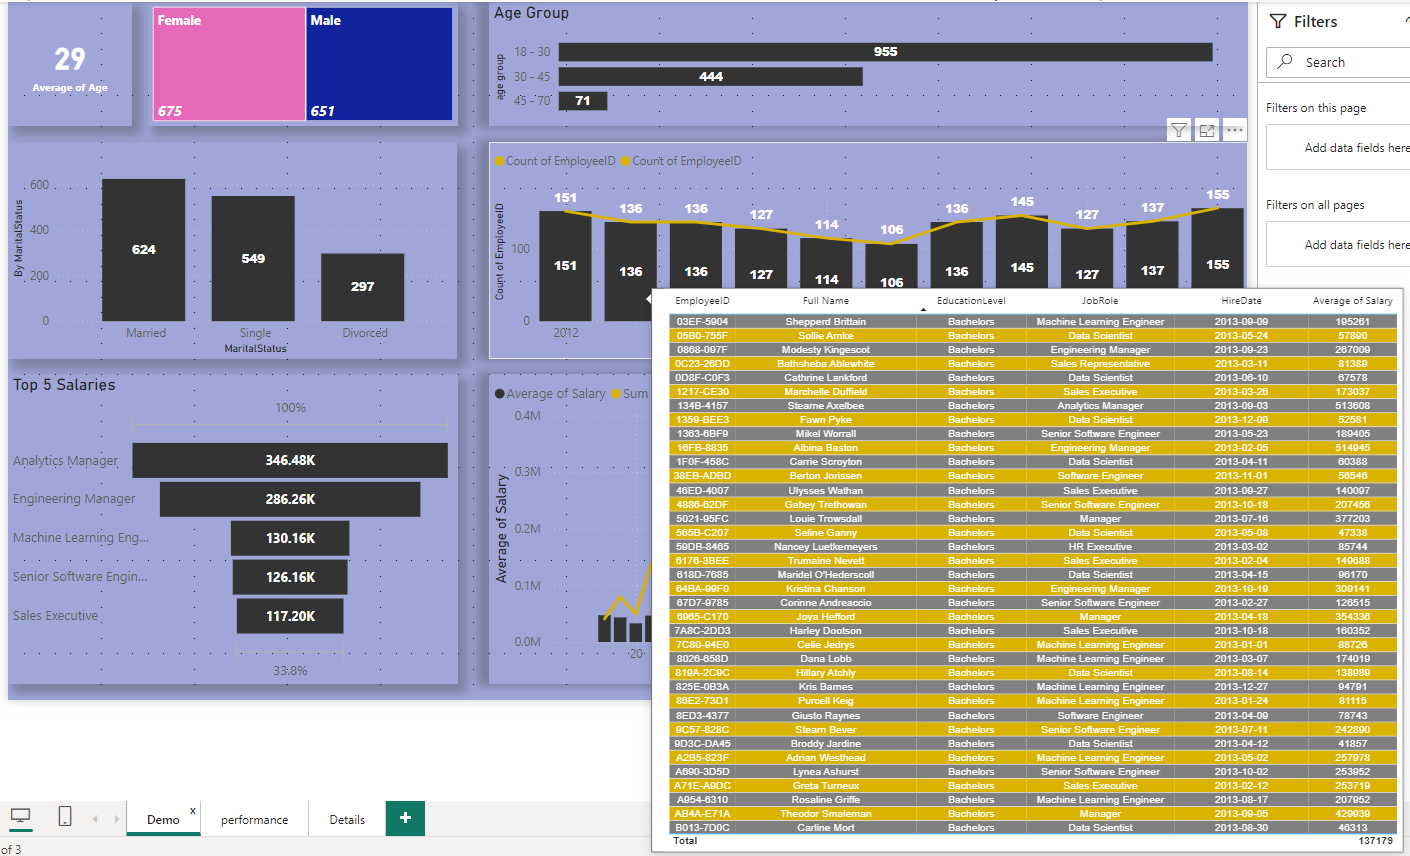 29
Average of Age
Female
675
Male
651
Age Group
age group
18 - 30
955
30 - 45
444
45 - 70
71
By MaritalStatus
600
400
200
0
624
549
297
Married
Single
Divorced
MaritalStatus
Count of EmployeeID
Count of EmployeeID
Count of EmployeeID
100
0
151 136 136 127 114 106 136 145 127 137 155
151 136 136 127 114 106 136 145 127 137 155
2012
Top 5 Salaries
100%
Analytics Manager 346.48K
Engineering Manager 286.26K
Machine Learning Eng... 130.16K
Senior Software Engin... 126.16K
Sales Executive 117.20K
33.8%
Average of Salary
Sum
Average of Salary
0.4M
0.3M
0.2M
0.1M
0.0M
20
EmployeeID Full Name EducationLevel JobRole HireDate Average of Salary
03EF-5904 Shepperd Brittain Bachelors Machine Learning Engineer 2013-09-09 195261
05B0-755F Sollie Amke Bachelors Data Scientist 2013-05-24 57890
0868-097F Modesty Kingescot Bachelors Engineering Manager 2013-09-23 267009
0C23-26DD Bathsheba Ablewhite Bachelors Sales Representative 2013-03-11 81389
0D8F-C0F3 Cathrine Lankford Bachelors Data Scientist 2013-06-10 67578
1217-CE30 Marchelle Duffield Bachelors Sales Executive 2013-03-26 173037
134B-4157 Stearne Axelbee Bachelors Analytics Manager 2013-09-03 513608
1359-BEE3 Fawn Pyke Bachelors Data Scientist 2013-12-09 52581
1363-6BF9 Mikel Worrall Bachelors Senior Software Engineer 2013-05-23 189405
16FB-8835 Albina Baston Bachelors Engineering Manager 2013-02-05 514945
1F0F-458C Carrie Scroyton Bachelors Data Scientist 2013-04-11 60388
38EB-ADBD Berton Jorissen Bachelors Software Engineer 2013-11-01 56546
46ED-4007 Ulysses Wathan Bachelors Sales Executive 2013-09-27 140097
4886-62DF Gabey Trethowan Bachelors Senior Software Engineer 2013-10-18 207456
5021-95FC Louie Trowsdall Bachelors Manager 2013-07-16 377203
565B-C207 Seline Ganny Bachelors Data Scientist 2013-05-08 47338
59DB-8465 Nancey Luetkemeyers Bachelors HR Executive 2013-03-02 85744
6176-3BEE Trumaine Nevett Bachelors Sales Executive 2013-02-04 149688
618D-7685 Maridel O'Hederscoll Bachelors Data Scientist 2013-04-15 96170
64BA-99F0 Kristina Chanson Bachelors Engineering Manager 2013-10-19 309141
67D7-9785 Corinne Andreaccio Bachelors Senior Software Engineer 2013-02-27 126515
6965-C170 Joya Hefford Bachelors Manager 2013-04-18 354336
7A8C-2DD3 Harley Dootson Bachelors Sales Executive 2013-10-18 160352
7C80-94E0 Celie Jedrys Bachelors Machine Learning Engineer 2013-01-01 88726
8026-658D Dana Lobb Bachelors Machine Learning Engineer 2013-03-07 174019
819A-2C9C Hillary Atchly Bachelors Data Scientist 2013-08-14 138989
825E-0B3A Kris Barnes Bachelors Machine Learning Engineer 2013-12-27 94791
86E2-73D1 Purcell Keig Bachelors Machine Learning Engineer 2013-01-24 81115
8ED3-4377 Giusto Raynes Bachelors Software Engineer 2013-04-09 78743
9C57-828C Stearn Bever Bachelors Senior Software Engineer 2013-07-11 242890
9D3C-DA45 Broddy Jardine Bachelors Data Scientist 2013-04-12 41857
A2B5-823F Adrian Westhead Bachelors Machine Learning Engineer 2013-05-02 257978
A690-3D5D Lynea Ashurst Bachelors Senior Software Engineer 2013-10-02 253952
A71E-A9DC Greta Turneux Bachelors Sales Executive 2013-02-12 253719
A954-6310 Rosaline Griffe Bachelors Machine Learning Engineer 2013-08-17 207952
AB4A-E71A Theodor Smaleman Bachelors Manager 2013-09-05 429939
B013-7D0C Carline Mort Bachelors Data Scientist 2013-08-30 46313
Total 137179
Filters
Search
Filters on this page
Add data fields here
Filters on all pages
Add data fields here
Demo
x
performance
Details
+
of 3